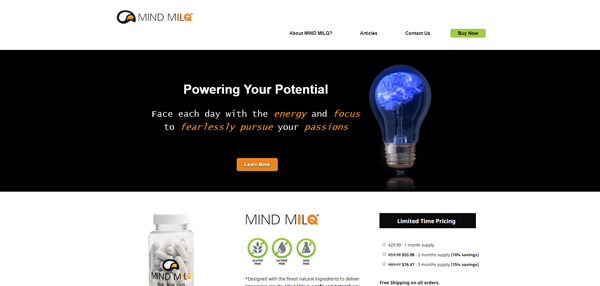 MIND MILQ
About MIND MILQ?
Articles
Contact Us
Buy Now
Powering Your Potential
Face each day with the energy and focus
to fearlessly pursue your passions
Learn More
MIND MILQ
Limited Time Pricing
GLUTEN FREE
LACTOSE FREE
GMO FREE
$29.99 - 1 month supply
$59.98 $53.98 - 2 months supply (10% savings)
$89.97 $76.47 - 3 months supply (15% savings)
MIND MILQ
*Designed with the finest natural ingredients to deliver
Free Shipping on all orders.